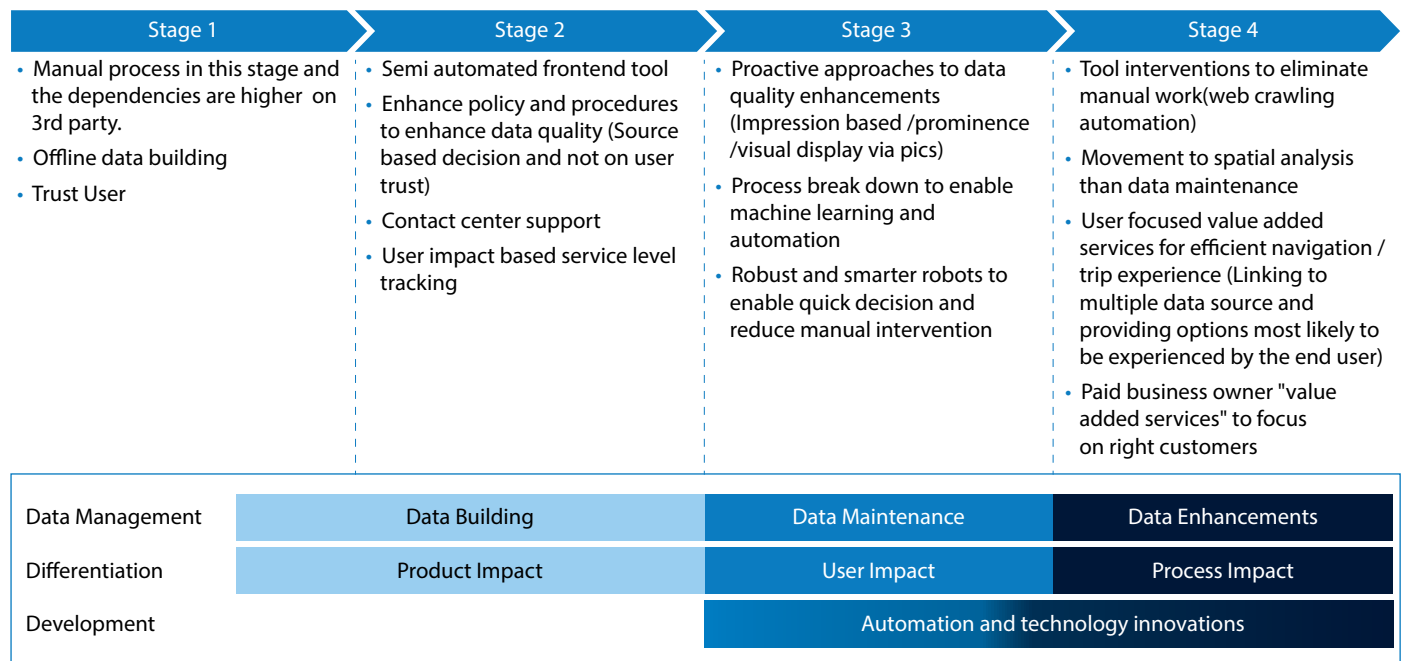 Stage 1
Stage 2
Stage 3
Stage 4
• Manual process in this stage and
the dependencies are higher on
3rd party.
• Offline data building
• Trust User
• Semi automated frontend tool
• Enhance policy and procedures
to enhance data quality (Source
based decision and not on user
trust)
• Contact center support
• User impact based service level
tracking
• Proactive approaches to data
quality enhancements
(Impression based /prominence
/visual display via pics)
• Process break down to enable
machine learning and
automation
• Robust and smarter robots to
enable quick decision and
reduce manual intervention
• Tool interventions to eliminate
manual work(web crawling
automation)
• Movement to spatial analysis
than data maintenance
• User focused value added
services for efficient navigation /
trip experience (Linking to
multiple data source and
providing options most likely to
be experienced by the end user)
• Paid business owner "value
added services" to focus
on right customers
Data Management
Data Building
Data Maintenance
Data Enhancements
Differentiation
Product Impact
User Impact
Process Impact
Development
Automation and technology innovations